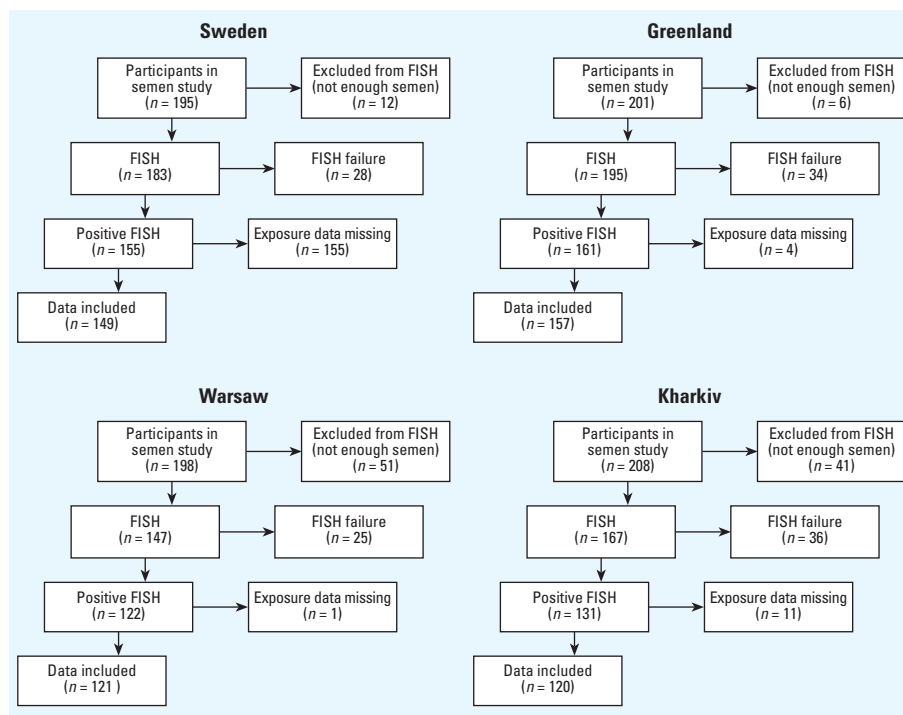 Sweden
Participants in
semen study
(n = 195)
Excluded from FISH
(not enough semen)
(n = 12)
FISH
(n = 183)
FISH failure
(n = 28)
Positive FISH
(n = 155)
Exposure data missing
(n = 155)
Data included
(n = 149)
Greenland
Participants in
semen study
(n = 201)
Excluded from FISH
(not enough semen)
(n = 6)
FISH
(n = 195)
FISH failure
(n = 34)
Positive FISH
(n = 161)
Exposure data missing
(n = 4)
Data included
(n = 157)
Warsaw
Participants in
semen study
(n = 198)
Excluded from FISH
(not enough semen)
(n = 51)
FISH
(n = 147)
FISH failure
(n = 25)
Positive FISH
(n = 122)
Exposure data missing
(n = 1)
Data included
(n = 121 )
Kharkiv
Participants in
semen study
(n = 208)
Excluded from FISH
(not enough semen)
(n = 41)
FISH
(n = 167)
FISH failure
(n = 36)
Positive FISH
(n = 131)
Exposure data missing
(n = 11)
Data included
(n = 120)